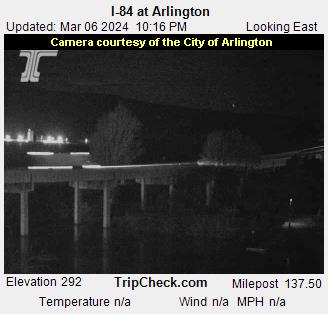 I-84 at Arlington
Updated: Mar 06 2024 10:16 PM Looking East
Camera courtesy of the City of Arlington
Elevation 292 TripCheck.com Milepost 137.50
Temperature n/a Wind n/a MPH n/a